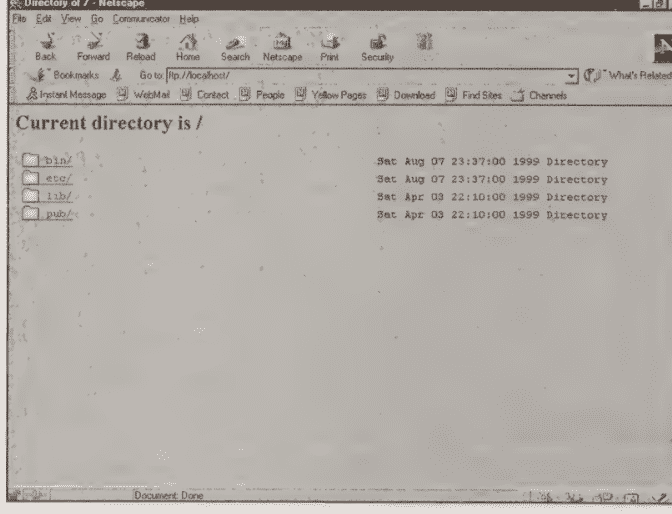 Directory of / - Netscape
File Edit View Go Communicator Help
Back Forward Reload Home Search Netscape Print Security
Bookmarks Go to: ftp://localhost/ What's Related
Instant Message WebMail Contact People Yellow Pages Download Find Sites Channels
Current directory is /
bin/ Sat Aug 07 23:37:00 1999 Directory
etc/ Sat Aug 07 23:37:00 1999 Directory
lib/ Sat Apr 03 22:10:00 1999 Directory
pub/ Sat Apr 03 22:10:00 1999 Directory
Document: Done